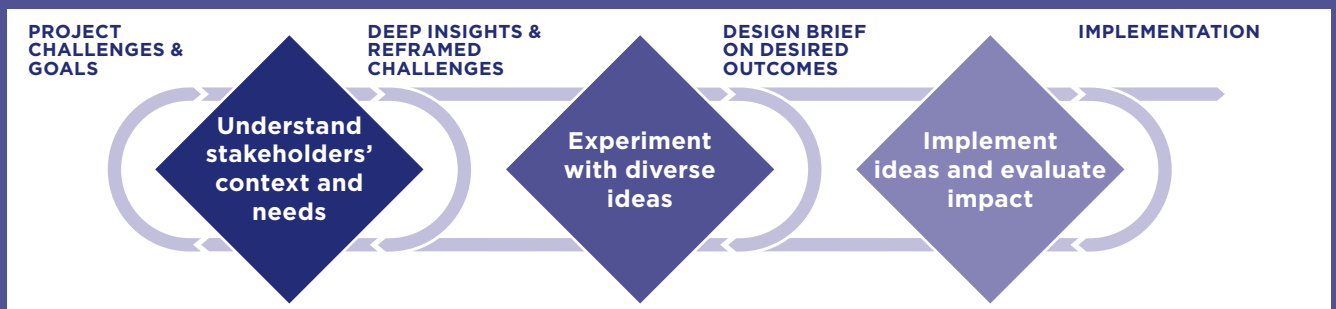 PROJECT
CHALLENGES &
GOALS
DEEP INSIGHTS &
REFRAMED
CHALLENGES
DESIGN BRIEF
ON DESIRED
OUTCOMES
IMPLEMENTATION
Understand
stakeholders’
context and
needs
Experiment
with diverse
ideas
Implement
ideas and evaluate
impact